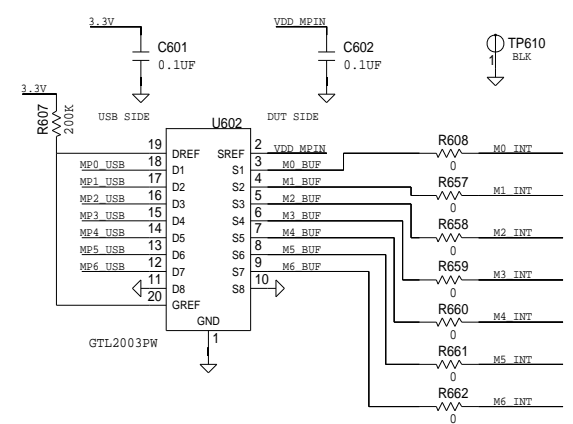 3.3V
VDD_MPIN
C601
0.1UF
C602
0.1UF
TP610
1
BLK
3.3V
R607
200K
USB SIDE
DUT SIDE
U602
19 DREF SREF 2 VDD_MPIN
MP0_USB 18 D1 S1 3 M0_BUF
MP1_USB 17 D2 S2 4 M1_BUF
MP2_USB 16 D3 S3 5 M2_BUF
MP3_USB 15 D4 S4 6 M3_BUF
MP4_USB 14 D5 S5 7 M4_BUF
MP5_USB 13 D6 S6 8 M5_BUF
MP6_USB 12 D7 S7 9 M6_BUF
11 D8 S8 10
20 GREF
GND
1
GTL2003PW
R608
0
M0_INT
R657
0
M1_INT
R658
0
M2_INT
R659
0
M3_INT
R660
0
M4_INT
R661
0
M5_INT
R662
0
M6_INT